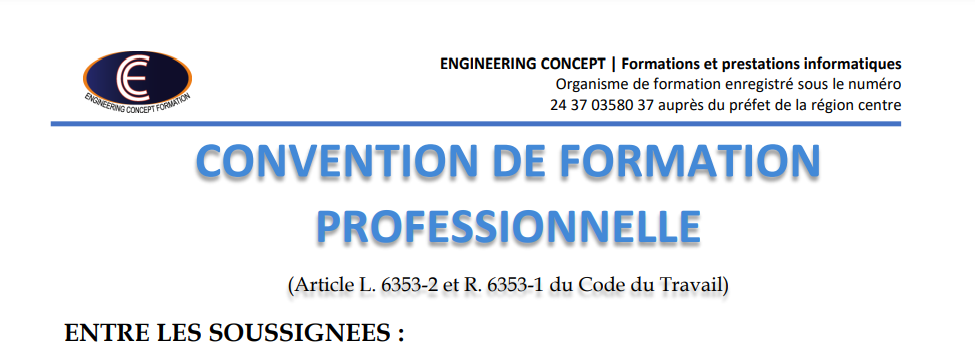 EC
ENGINEERING CONCEPT FORMATION
ENGINEERING CONCEPT | Formations et prestations informatiques
Organisme de formation enregistré sous le numéro
24 37 03580 37 auprès du préfet de la région centre
CONVENTION DE FORMATION
PROFESSIONNELLE
(Article L. 6353-2 et R. 6353-1 du Code du Travail)
ENTRE LES SOUSSIGNEES :